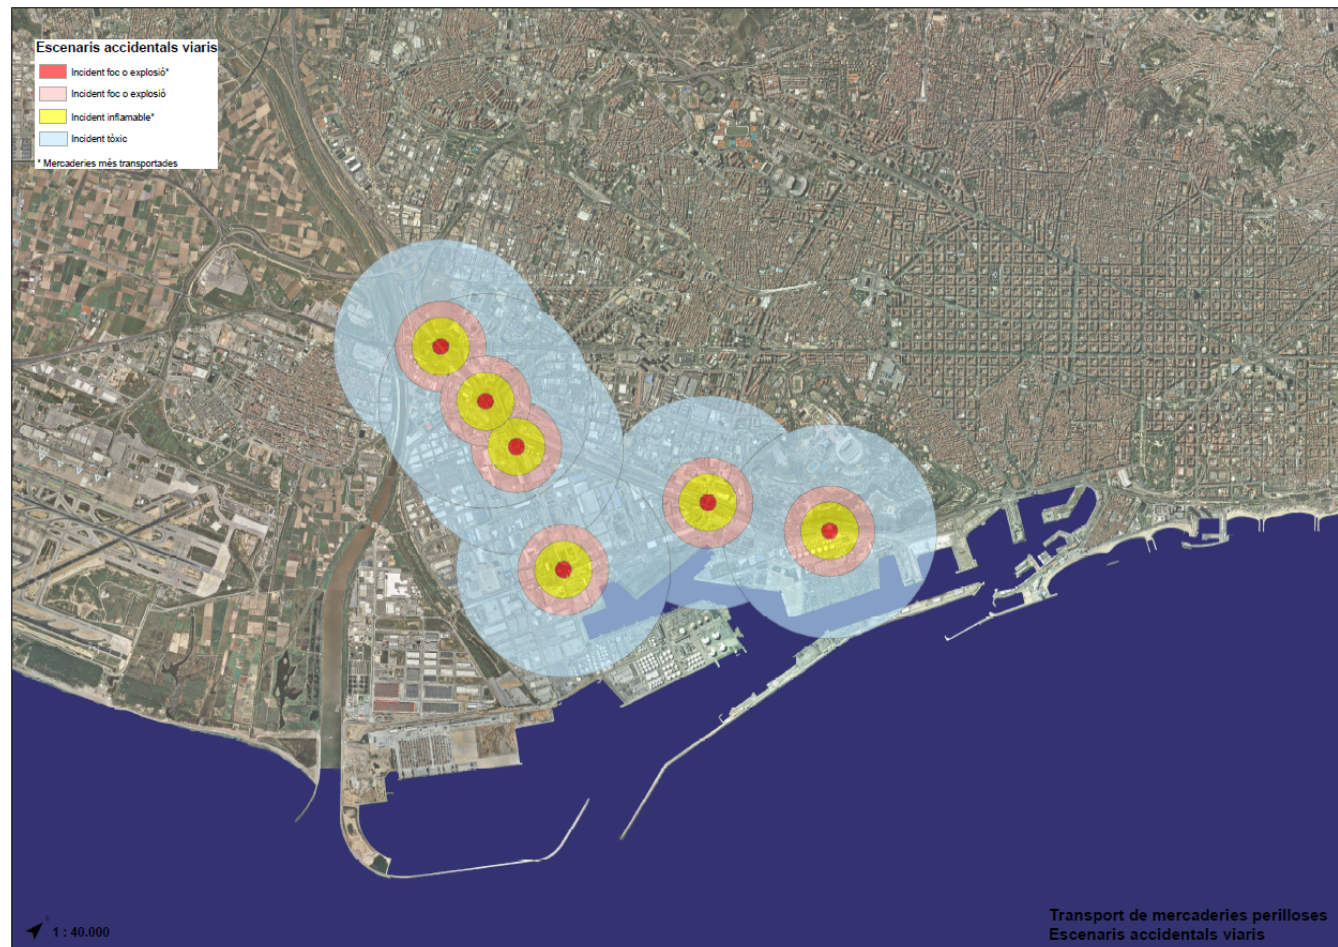 Escenaris accidentals viaris
Incident foc o explosió*
Incident foc o explosió
Incident inflamable*
Incident tòxic
* Mercaderies més transportades
1 : 40.000
Transport de mercaderies perilloses
Escenaris accidentals viaris